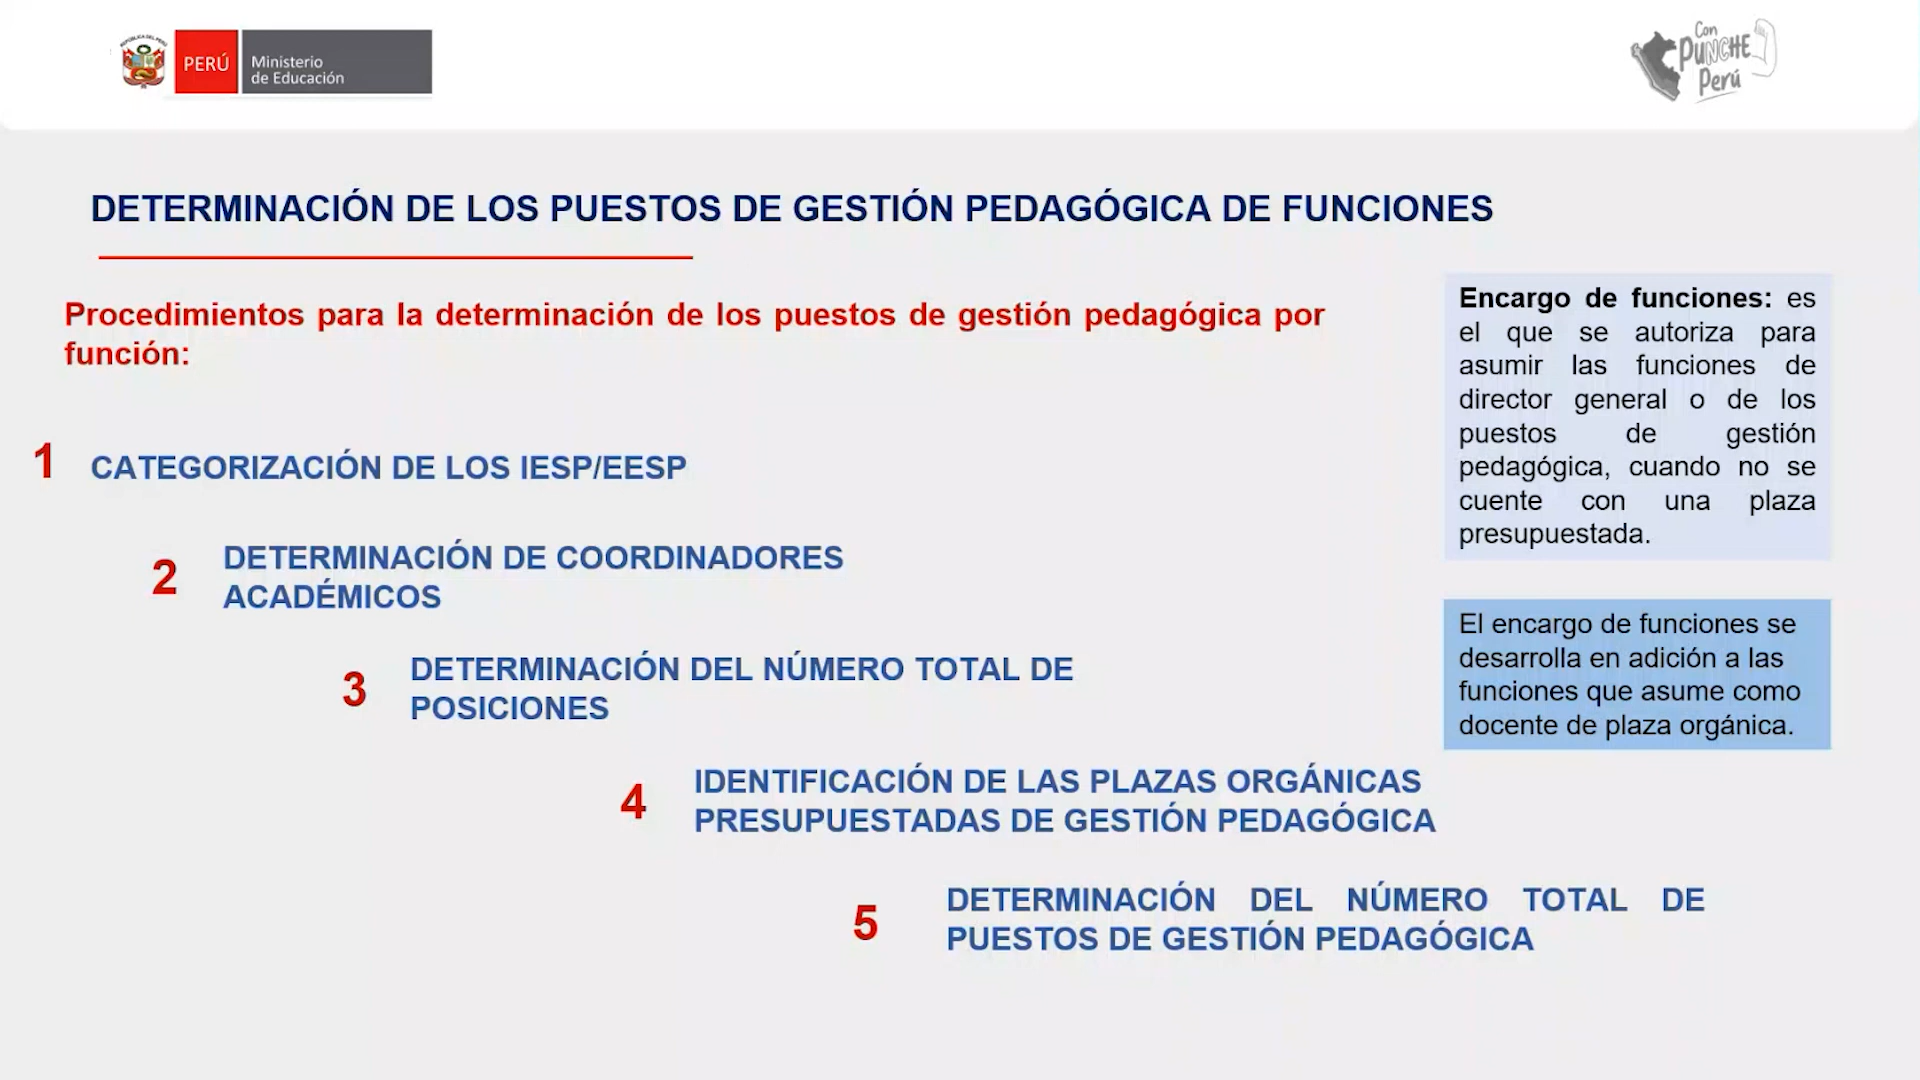 PERÚ
Ministerio
de Educación
Con
PUNCHE
Perú
DETERMINACIÓN DE LOS PUESTOS DE GESTIÓN PEDAGÓGICA DE FUNCIONES
Procedimientos para la determinación de los puestos de gestión pedagógica por
función:
1 CATEGORIZACIÓN DE LOS IESP/EESP
2 DETERMINACIÓN DE COORDINADORES
ACADÉMICOS
3 DETERMINACIÓN DEL NÚMERO TOTAL DE
POSICIONES
4 IDENTIFICACIÓN DE LAS PLAZAS ORGÁNICAS
PRESUPUESTADAS DE GESTIÓN PEDAGÓGICA
5 DETERMINACIÓN DEL NÚMERO TOTAL DE
PUESTOS DE GESTIÓN PEDAGÓGICA
Encargo de funciones: es
el que se autoriza para
asumir las funciones de
director general o de los
puestos de gestión
pedagógica, cuando no se
cuente con una plaza
presupuestada.
El encargo de funciones se
desarrolla en adición a las
funciones que asume como
docente de plaza orgánica.